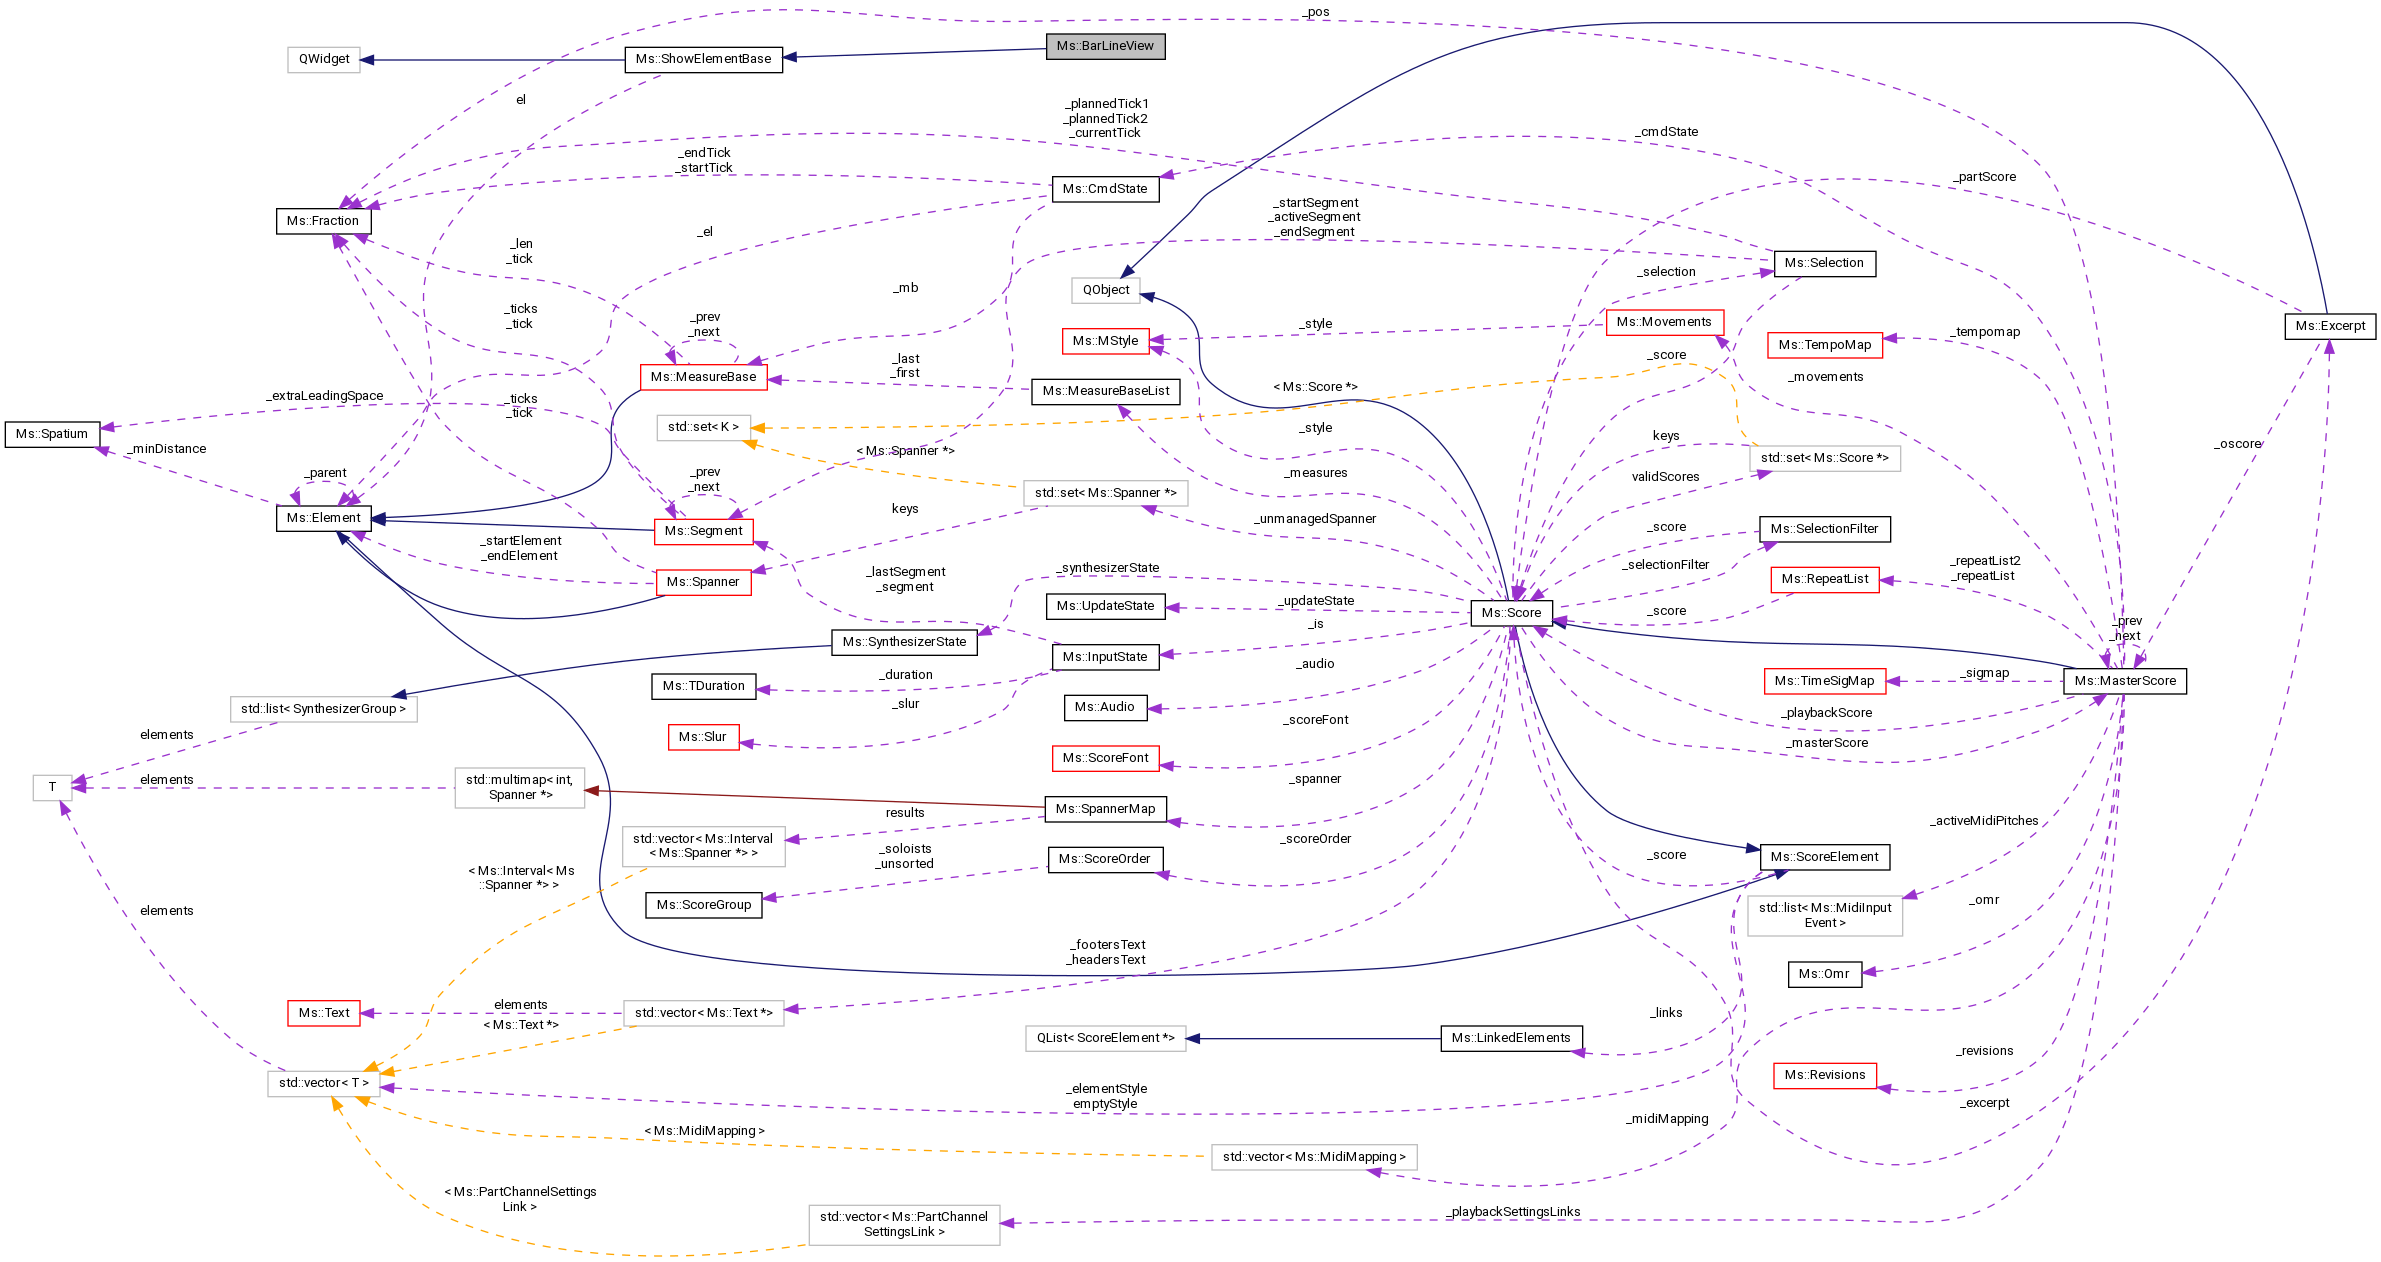 _pos
Ms::BarLineView
QWidget
Ms::ShowElementBase
el
_plannedTick1
_plannedTick2
_currentTick
_cmdState
_endTick
_startTick
_partScore
Ms::CmdState
Ms::Fraction
_startSegment
_activeSegment
_endSegment
_el
_len
_tick
Ms::Selection
_selection
QObject
_mb
_ticks
_tick
_prev
_next
_style
Ms::Movements
Ms::Excerpt
Ms::MStyle
Ms::TempoMap
_tempomap
_last
_first
_score
Ms::MeasureBase
Ms::MeasureBaseList
< Ms::Score *>
_movements
_extraLeadingSpace
_ticks
_tick
std::set< K >
_style
Ms::Spatium
_minDistance
< Ms::Spanner *>
keys
std::set< Ms::Score *>
_oscore
_parent
_prev
_next
_measures
validScores
std::set< Ms::Spanner *>
Ms::Element
keys
_unmanagedSpanner
_score
Ms::SelectionFilter
Ms::Segment
_startElement
_endElement
_selectionFilter
_repeatList2
_repeatList
_lastSegment
_segment
_synthesizerState
Ms::Spanner
Ms::RepeatList
Ms::UpdateState
_updateState
Ms::Score
_score
_is
_prev
_next
Ms::SynthesizerState
Ms::InputState
_audio
_duration
_sigmap
Ms::TDuration
Ms::TimeSigMap
Ms::MasterScore
std::list< SynthesizerGroup >
_slur
Ms::Audio
_playbackScore
elements
Ms::Slur
_scoreFont
_masterScore
Ms::ScoreFont
T
elements
std::multimap< int,
Spanner *>
_spanner
results
Ms::SpannerMap
_activeMidiPitches
std::vector< Ms::Interval
< Ms::Spanner *> >
_soloists
_unsorted
_scoreOrder
Ms::ScoreOrder
_score
Ms::ScoreElement
< Ms::Interval< Ms
::Spanner *> >
elements
Ms::ScoreGroup
std::list< Ms::MidiInput
Event >
_omr
_footersText
_headersText
Ms::Omr
Ms::Text
elements
std::vector< Ms::Text *>
_links
< Ms::Text *>
QList< ScoreElement *>
Ms::LinkedElements
_revisions
std::vector< T >
_elementStyle
emptyStyle
Ms::Revisions
_excerpt
_midiMapping
< Ms::MidiMapping >
std::vector< Ms::MidiMapping >
< Ms::PartChannelSettings
Link >
std::vector< Ms::PartChannel
SettingsLink >
_playbackSettingsLinks